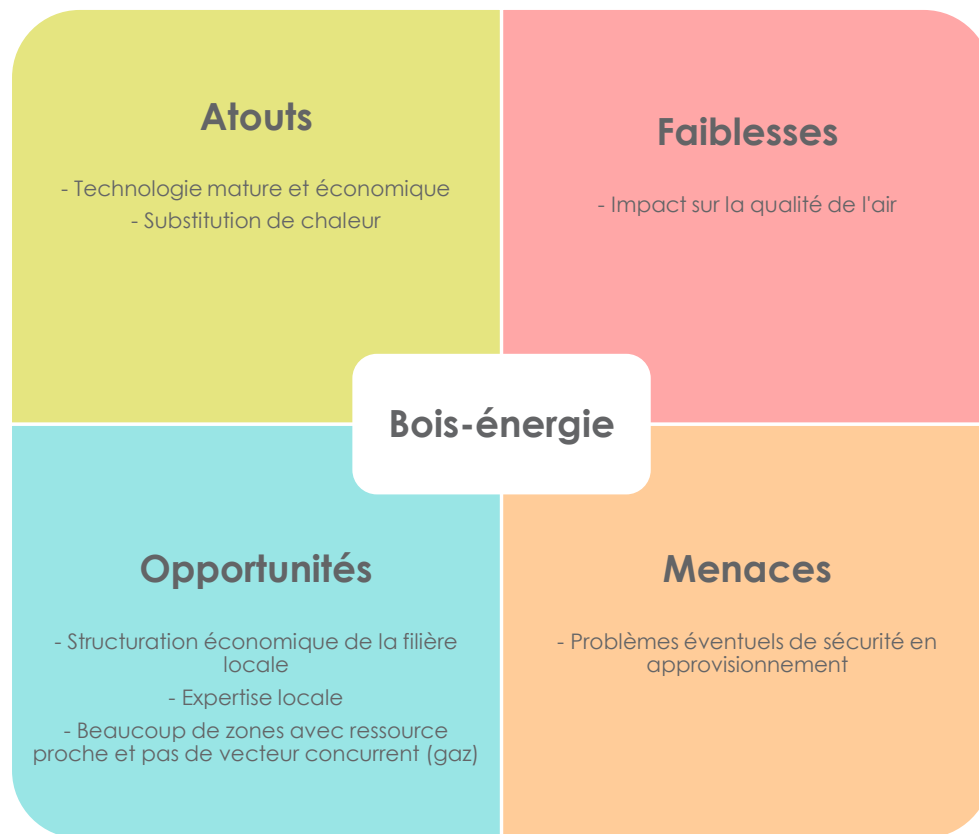 Atouts
- Technologie mature et économique
- Substitution de chaleur
Faiblesses
- Impact sur la qualité de l'air
Bois-énergie
Opportunités
- Structuration économique de la filière
locale
- Expertise locale
- Beaucoup de zones avec ressource
proche et pas de vecteur concurrent (gaz)
Menaces
- Problèmes éventuels de sécurité en
approvisionnement